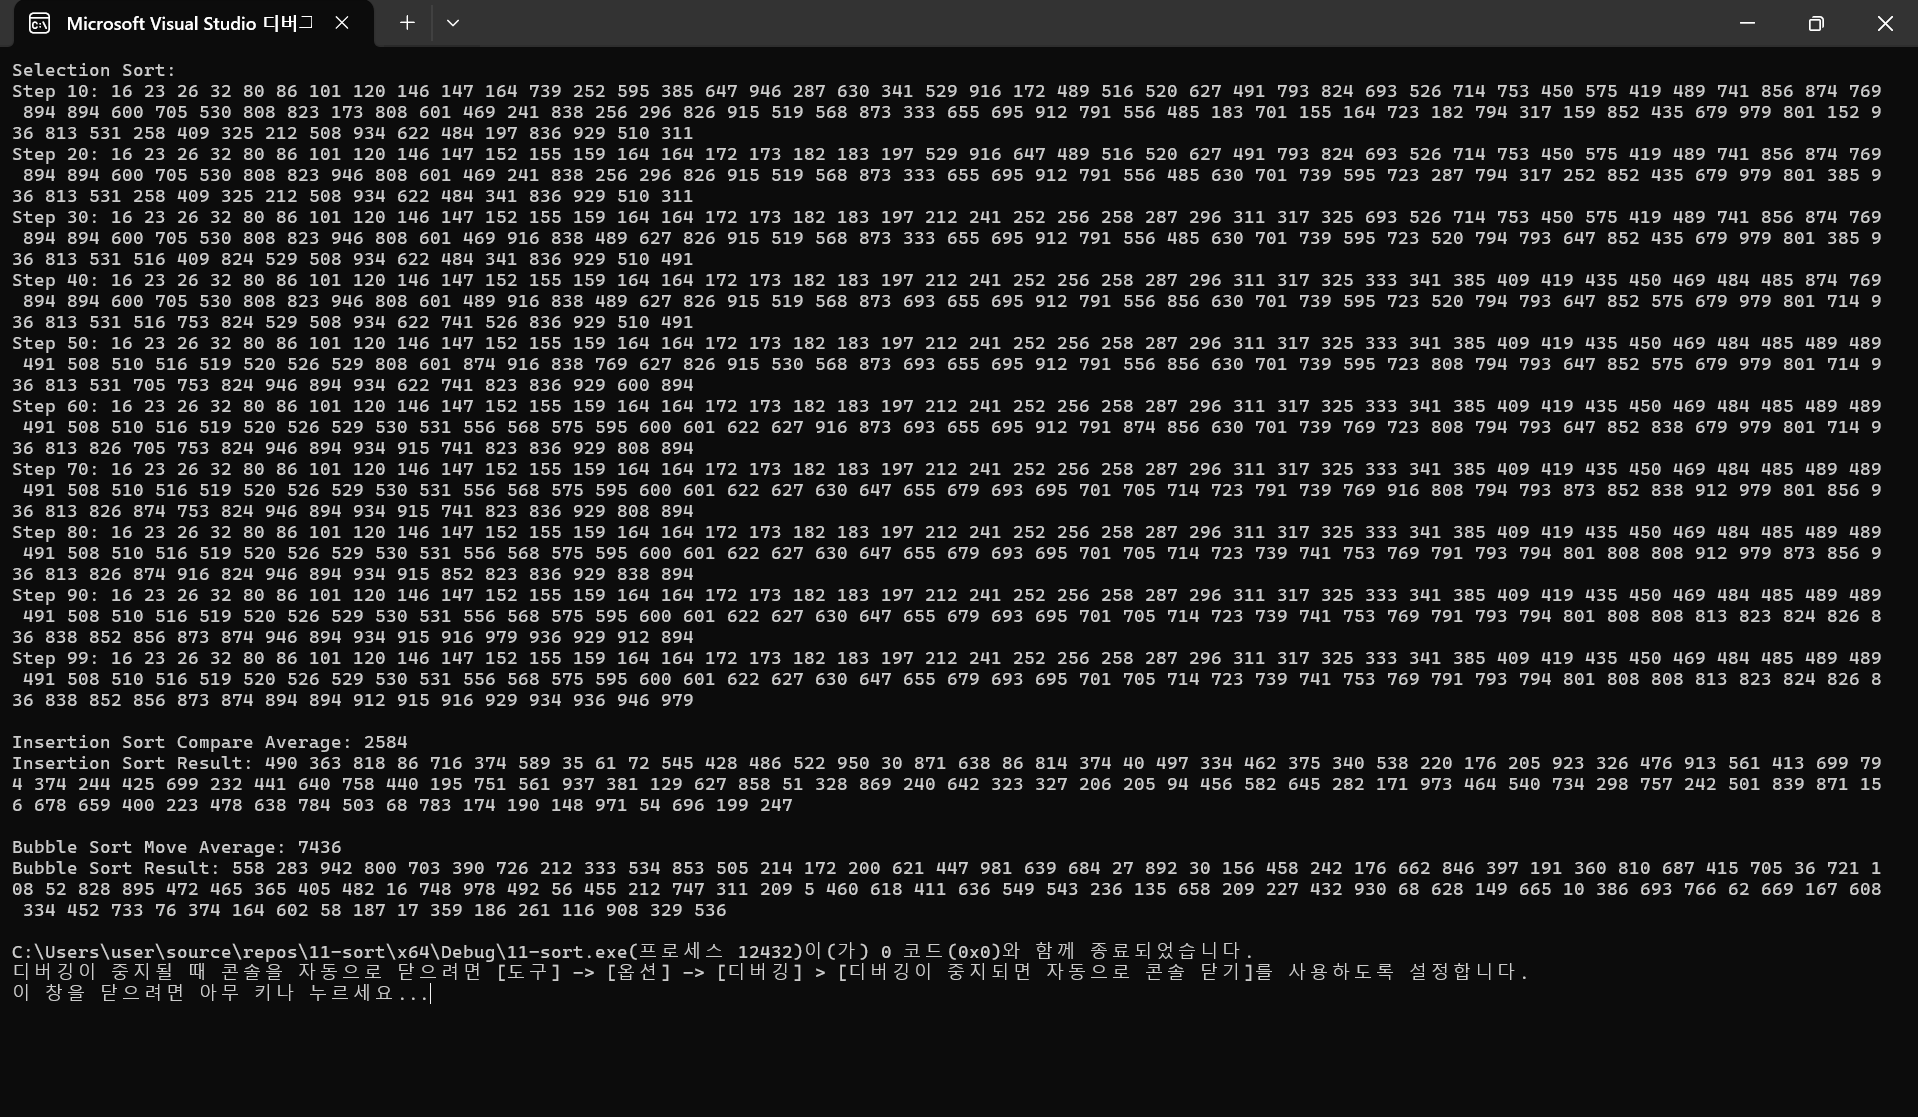 Microsoft Visual Studio 디버그
Selection Sort:
Step 10: 16 23 26 32 80 86 101 120 146 147 164 739 252 595 385 647 946 287 630 341 529 916 172 489 516 520 627 491 793 824 693 526 714 753 450 575 419 489 741 856 874 769
894 894 600 705 530 808 823 173 808 601 469 241 838 256 296 826 915 519 568 873 333 655 695 912 791 556 485 183 701 155 164 723 182 794 317 159 852 435 679 979 801 152 9
36 813 531 258 409 325 212 508 934 622 484 197 836 929 510 311
Step 20: 16 23 26 32 80 86 101 120 146 147 152 155 159 164 164 172 173 182 183 197 529 916 647 489 516 520 627 491 793 824 693 526 714 753 450 575 419 489 741 856 874 769
894 894 600 705 530 808 823 946 808 601 469 241 838 256 296 826 915 519 568 873 333 655 695 912 791 556 485 630 701 739 595 723 287 794 317 252 852 435 679 979 801 385 9
36 813 531 258 409 325 212 508 934 622 484 341 836 929 510 311
Step 30: 16 23 26 32 80 86 101 120 146 147 152 155 159 164 164 172 173 182 183 197 212 241 252 256 258 287 296 311 317 325 693 526 714 753 450 575 419 489 741 856 874 769
894 894 600 705 530 808 823 946 808 601 469 916 838 489 627 826 915 519 568 873 333 655 695 912 791 556 485 630 701 739 595 723 520 794 793 647 852 435 679 979 801 385 9
36 813 531 516 409 824 529 508 934 622 484 341 836 929 510 491
Step 40: 16 23 26 32 80 86 101 120 146 147 152 155 159 164 164 172 173 182 183 197 212 241 252 256 258 287 296 311 317 325 333 341 385 409 419 435 450 469 484 485 874 769
894 894 600 705 530 808 823 946 808 601 489 916 838 489 627 826 915 519 568 873 693 655 695 912 791 556 856 630 701 739 595 723 520 794 793 647 852 575 679 979 801 714 9
36 813 531 516 753 824 529 508 934 622 741 526 836 929 510 491
Step 50: 16 23 26 32 80 86 101 120 146 147 152 155 159 164 164 172 173 182 183 197 212 241 252 256 258 287 296 311 317 325 333 341 385 409 419 435 450 469 484 485 489 489
491 508 510 516 519 520 526 529 808 601 874 916 838 769 627 826 915 530 568 873 693 655 695 912 791 556 856 630 701 739 595 723 808 794 793 647 852 575 679 979 801 714 9
36 813 531 705 753 824 946 894 934 622 741 823 836 929 600 894
Step 60: 16 23 26 32 80 86 101 120 146 147 152 155 159 164 164 172 173 182 183 197 212 241 252 256 258 287 296 311 317 325 333 341 385 409 419 435 450 469 484 485 489 489
491 508 510 516 519 520 526 529 530 531 556 568 575 595 600 601 622 627 916 873 693 655 695 912 791 874 856 630 701 739 769 723 808 794 793 647 852 838 679 979 801 714 9
36 813 826 705 753 824 946 894 934 915 741 823 836 929 808 894
Step 70: 16 23 26 32 80 86 101 120 146 147 152 155 159 164 164 172 173 182 183 197 212 241 252 256 258 287 296 311 317 325 333 341 385 409 419 435 450 469 484 485 489 489
491 508 510 516 519 520 526 529 530 531 556 568 575 595 600 601 622 627 630 647 655 679 693 695 701 705 714 723 791 739 769 916 808 794 793 873 852 838 912 979 801 856 9
36 813 826 874 753 824 946 894 934 915 741 823 836 929 808 894
Step 80: 16 23 26 32 80 86 101 120 146 147 152 155 159 164 164 172 173 182 183 197 212 241 252 256 258 287 296 311 317 325 333 341 385 409 419 435 450 469 484 485 489 489
491 508 510 516 519 520 526 529 530 531 556 568 575 595 600 601 622 627 630 647 655 679 693 695 701 705 714 723 739 741 753 769 791 793 794 801 808 808 912 979 873 856 9
36 813 826 874 916 824 946 894 934 915 852 823 836 929 838 894
Step 90: 16 23 26 32 80 86 101 120 146 147 152 155 159 164 164 172 173 182 183 197 212 241 252 256 258 287 296 311 317 325 333 341 385 409 419 435 450 469 484 485 489 489
491 508 510 516 519 520 526 529 530 531 556 568 575 595 600 601 622 627 630 647 655 679 693 695 701 705 714 723 739 741 753 769 791 793 794 801 808 808 813 823 824 826 8
36 838 852 856 873 874 946 894 934 915 916 979 936 929 912 894
Step 99: 16 23 26 32 80 86 101 120 146 147 152 155 159 164 164 172 173 182 183 197 212 241 252 256 258 287 296 311 317 325 333 341 385 409 419 435 450 469 484 485 489 489
491 508 510 516 519 520 526 529 530 531 556 568 575 595 600 601 622 627 630 647 655 679 693 695 701 705 714 723 739 741 753 769 791 793 794 801 808 808 813 823 824 826 8
36 838 852 856 873 874 894 894 912 915 916 929 934 936 946 979
Insertion Sort Compare Average: 2584
Insertion Sort Result: 490 363 818 86 716 374 589 35 61 72 545 428 486 522 950 30 871 638 86 814 374 40 497 334 462 375 340 538 220 176 205 923 326 476 913 561 413 699 79
4 374 244 425 699 232 441 640 758 440 195 751 561 937 381 129 627 858 51 328 869 240 642 323 327 206 205 94 456 582 645 282 171 973 464 540 734 298 757 242 501 839 871 15
6 678 659 400 223 478 638 784 503 68 783 174 190 148 971 54 696 199 247
Bubble Sort Move Average: 7436
Bubble Sort Result: 558 283 942 800 703 390 726 212 333 534 853 505 214 172 200 621 447 981 639 684 27 892 30 156 458 242 176 662 846 397 191 360 810 687 415 705 36 721 1
08 52 828 895 472 465 365 405 482 16 748 978 492 56 455 212 747 311 209 5 460 618 411 636 549 543 236 135 658 209 227 432 930 68 628 149 665 10 386 693 766 62 669 167 608
334 452 733 76 374 164 602 58 187 17 359 186 261 116 908 329 536
C:\Users\user\source\repos\11-sort\x64\Debug\11-sort.exe(프로세스 12432)이(가) 0 코드(0x0)와 함께 종료되었습니다.
디버깅이 중지될 때 콘솔을 자동으로 닫으려면 [도구] -> [옵션] -> [디버깅] > [디버깅이 중지되면 자동으로 콘솔 닫기]를 사용하도록 설정합니다.
이 창을 닫으려면 아무 키나 누르세요...